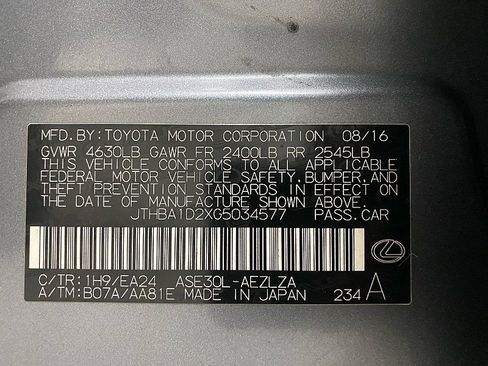 MFD.BY: TOYOTA MOTOR CORPORATION 08/16
GVWR 4630LB GAWR FR 2400LB RR 2545LB
THIS VEHICLE CONFORMS TO ALL APPLICABLE
FEDERAL MOTOR VEHICLE SAFETY,BUMPER,AND
THEFT PREVENTION STANDARDS IN EFFECT ON
THE DATE OF MANUFACTURE SHOWN ABOVE.
JTHBA1D2XG5034577 PASS.CAR
C/TR: 1H9/EA24 ASE30L-AEZLZA
A/TM: B07A/AA81E MADE IN JAPAN 234 A